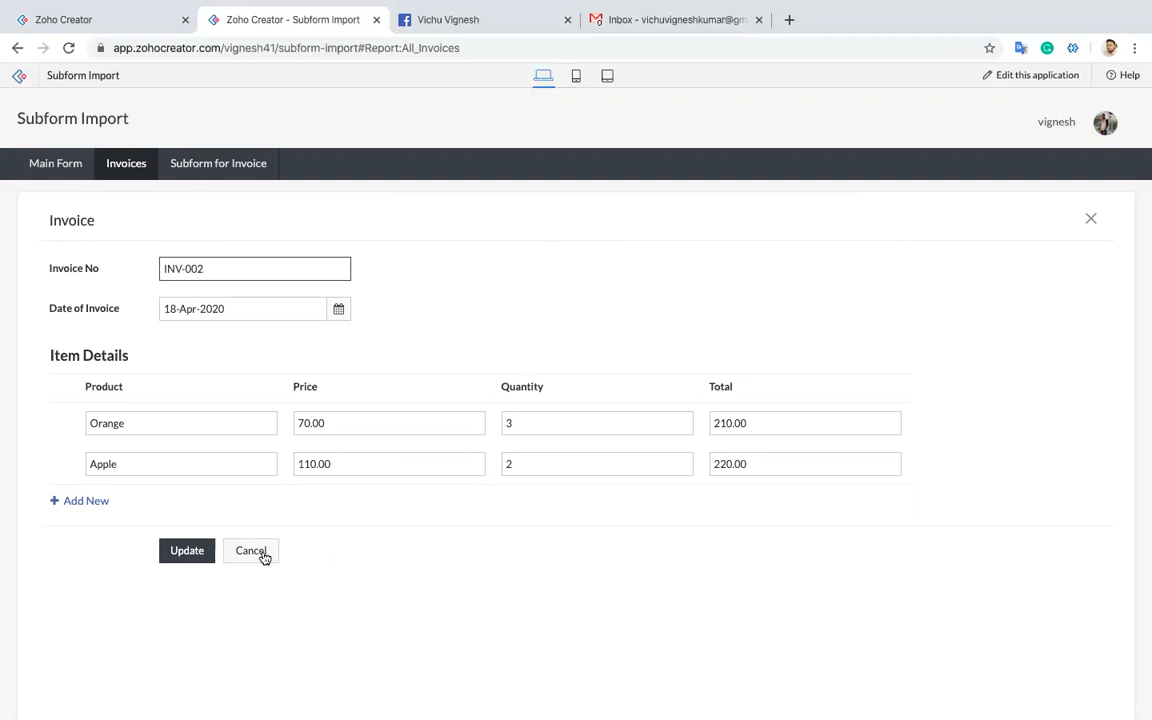 Zoho Creator
Zoho Creator - Subform Import
Vichu Vignesh
Inbox - vichuvigneshkumar@gm
app.zohocreator.com/vignesh41/subform-import#Report:All_Invoices
Subform Import
Edit this application
Help
Subform Import
vignesh
Main Form
Invoices
Subform for Invoice
Invoice
Invoice No
INV-002
Date of Invoice
18-Apr-2020
Item Details
Product Price Quantity Total
Orange 70.00 3 210.00
Apple 110.00 2 220.00
+ Add New
Update
Cancel